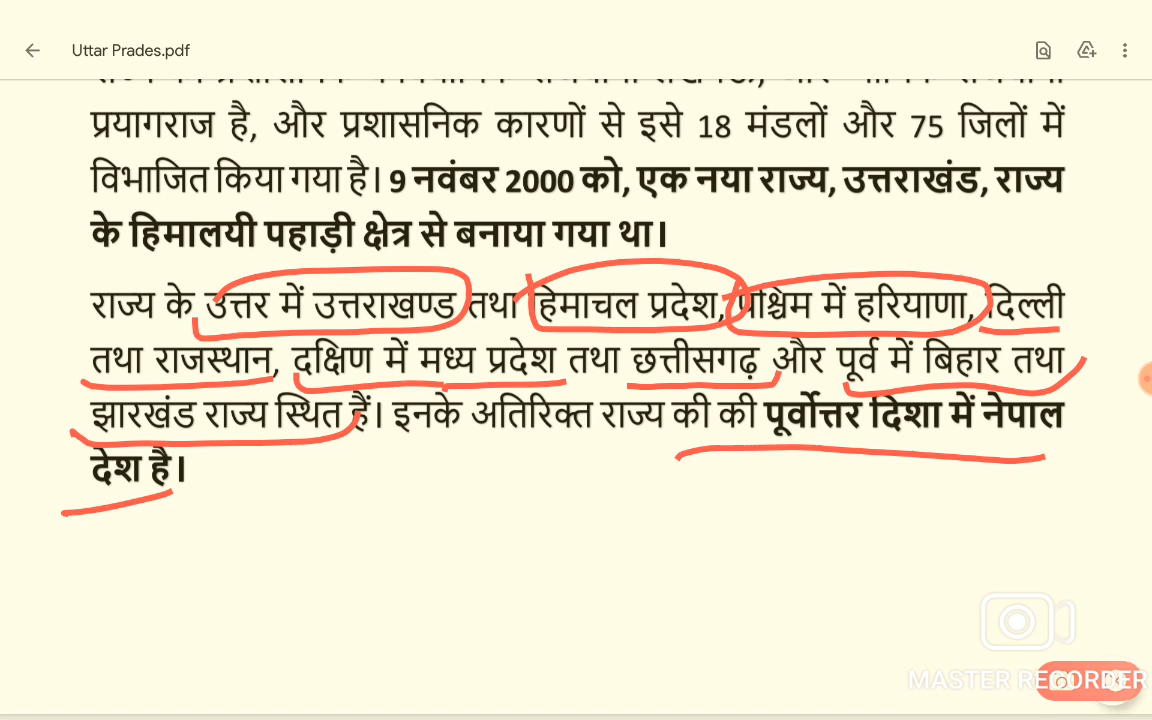 Uttar Prades.pdf
प्रयागराज है, और प्रशासनिक कारणों से इसे 18 मंडलों और 75 जिलों में
विभाजित किया गया है। 9 नवंबर 2000 को, एक नया राज्य, उत्तराखंड, राज्य
के हिमालयी पहाड़ी क्षेत्र से बनाया गया था।
राज्य के उत्तर में उत्तराखण्ड तथा हिमाचल प्रदेश, पश्चिम में हरियाणा, दिल्ली
तथा राजस्थान, दक्षिण में मध्य प्रदेश तथा छत्तीसगढ़ और पूर्व में बिहार तथा
झारखंड राज्य स्थित हैं। इनके अतिरिक्त राज्य की की पूर्वोत्तर दिशा में नेपाल
देश है।
MASTER RECORDER